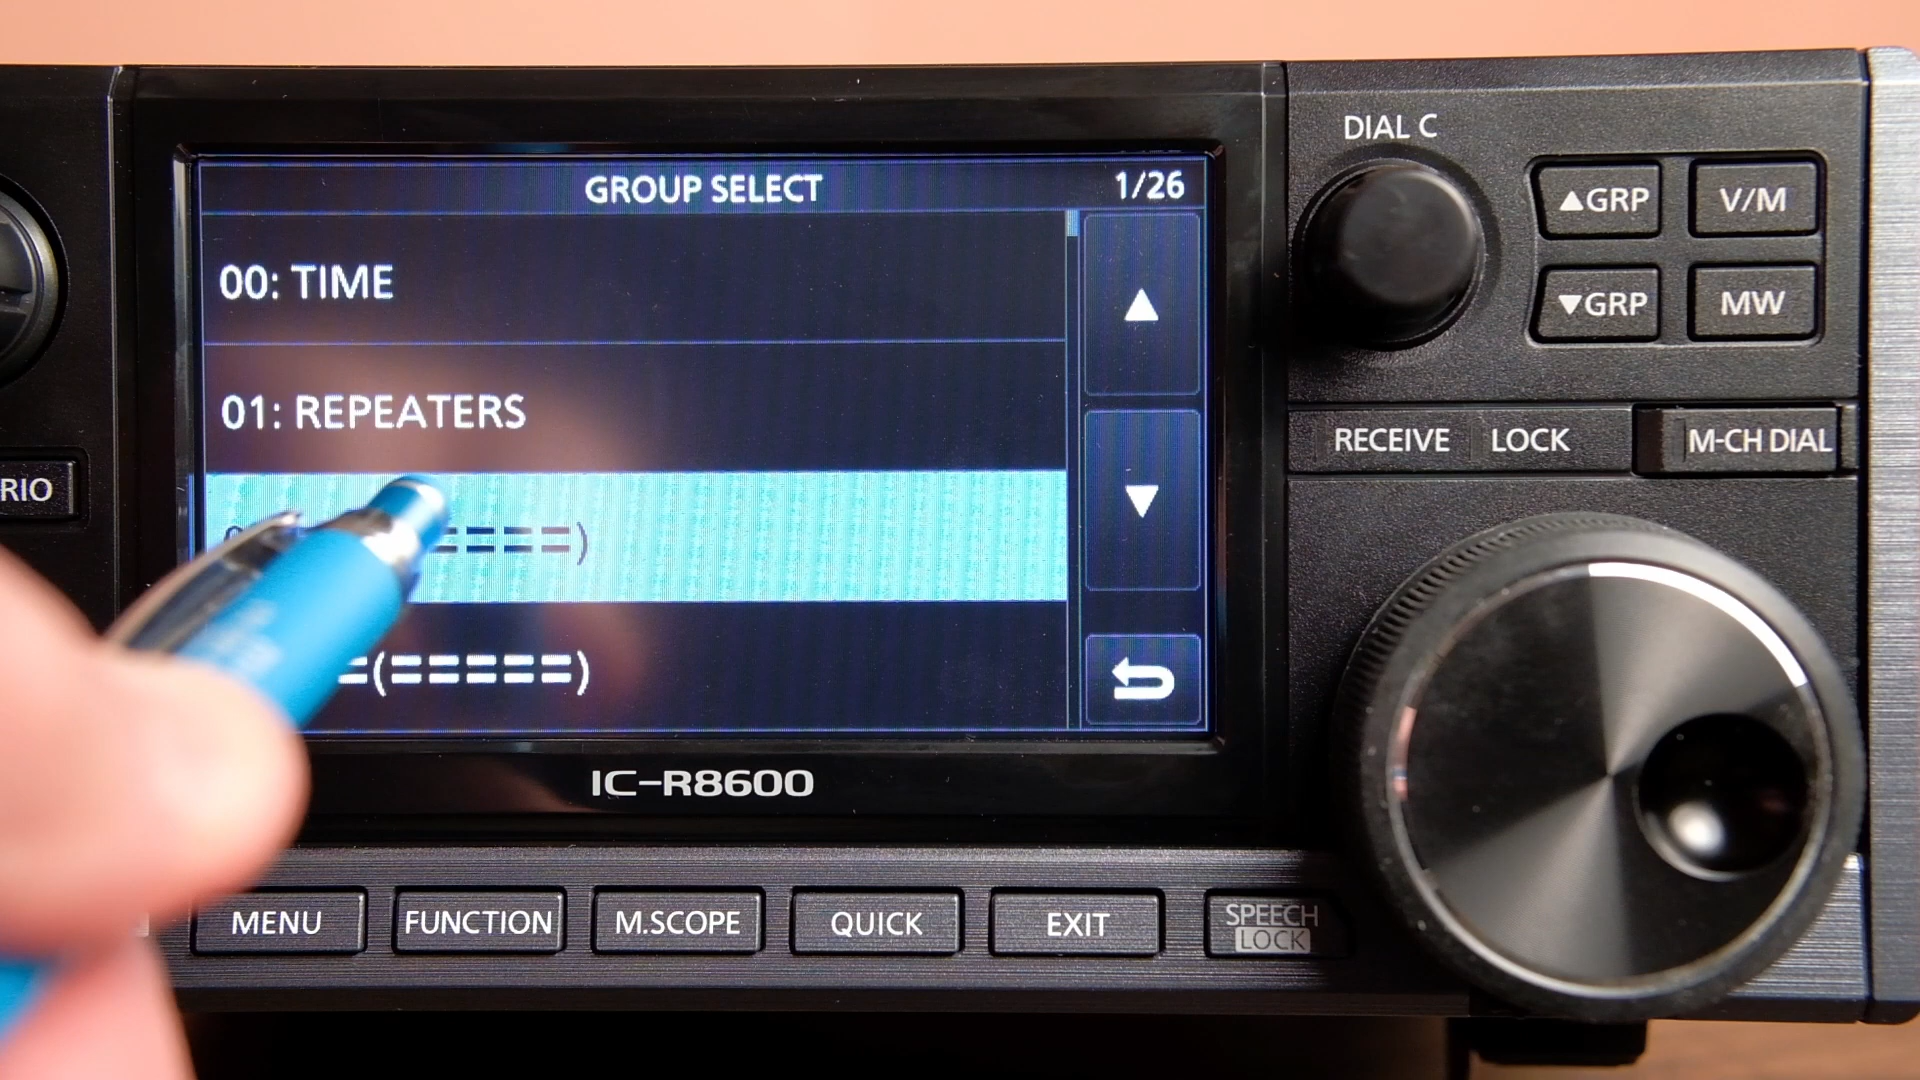 GROUP SELECT 1/26
00: TIME
01: REPEATERS
====)
=(=====)
IC-R8600
DIAL C
▲GRP V/M
▼GRP MW
RECEIVE LOCK M-CH DIAL
RIO
MENU FUNCTION M.SCOPE QUICK EXIT SPEECH
LOCK